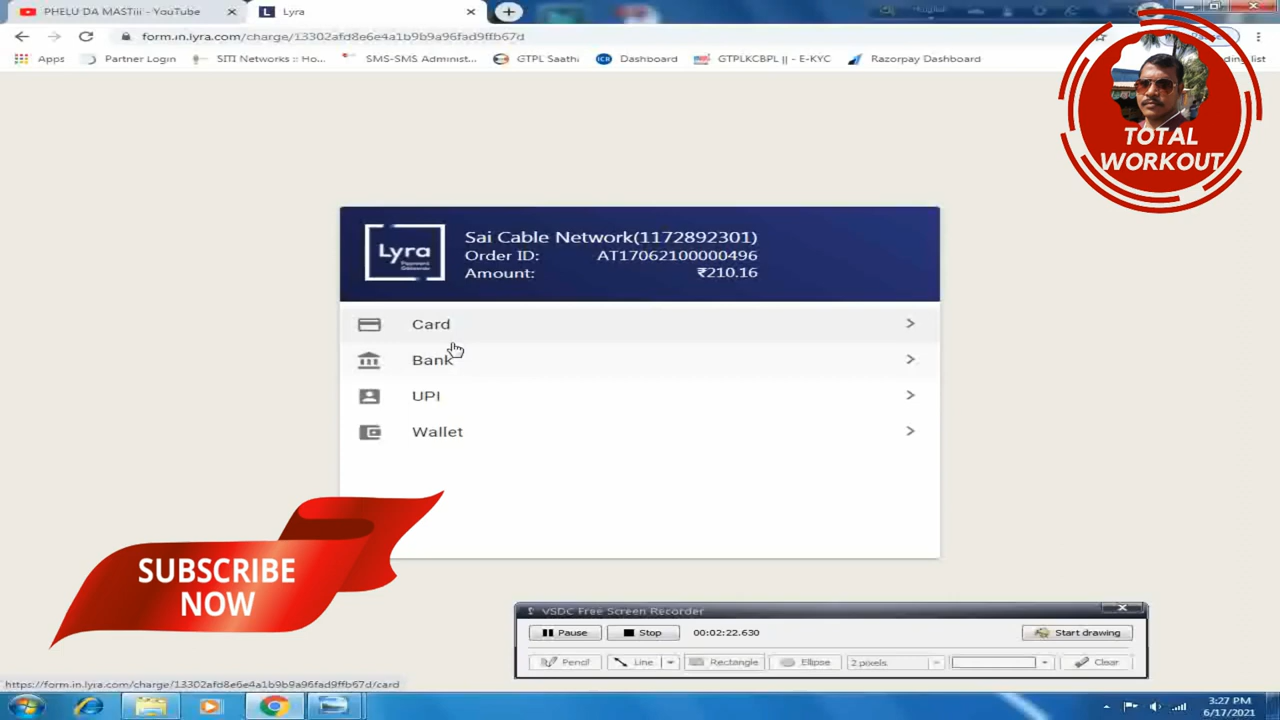 PHELU DA MASTiii - YouTube
Lyra
form.in.lyra.com/charge/13302afd8e6e4a1b9b9a96fad9ffb67d
Apps
Partner Login
SITI Networks :: Ho...
SMS-SMS Administ...
GTPL Saathi
Dashboard
GTPLKCBPL || - E-KYC
Razorpay Dashboard
TOTAL
WORKOUT
Lyra
Sai Cable Network(1172892301)
Order ID: AT17062100000496
Amount: ₹210.16
Card
Bank
UPI
Wallet
SUBSCRIBE
NOW
VSDC Free Screen Recorder
Pause
Stop
00:02:22.630
Start drawing
Pencil
Line
Rectangle
Ellipse
2 pixels
Clear
https://form.in.lyra.com/charge/13302afd8e6e4a1b9b9a96fad9ffb67d/card
3:27 PM
6/17/2021